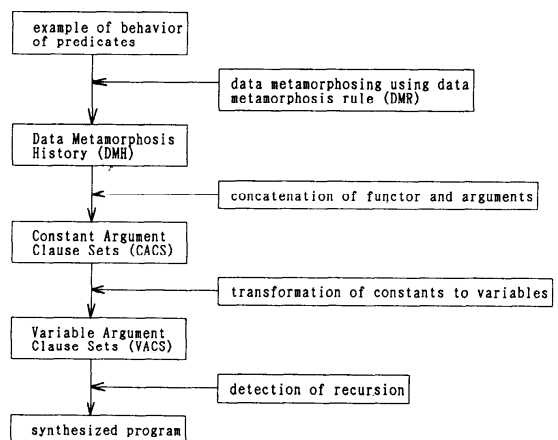 example of behavior
of predicates
data metamorphosing using data
metamorphosis rule (DMR)
Data Metamorphosis
History (DMH)
concatenation of functor and arguments
Constant Argument
Clause Sets (CACS)
transformation of constants to variables
Variable Argument
Clause Sets (VACS)
detection of recursion
synthesized program